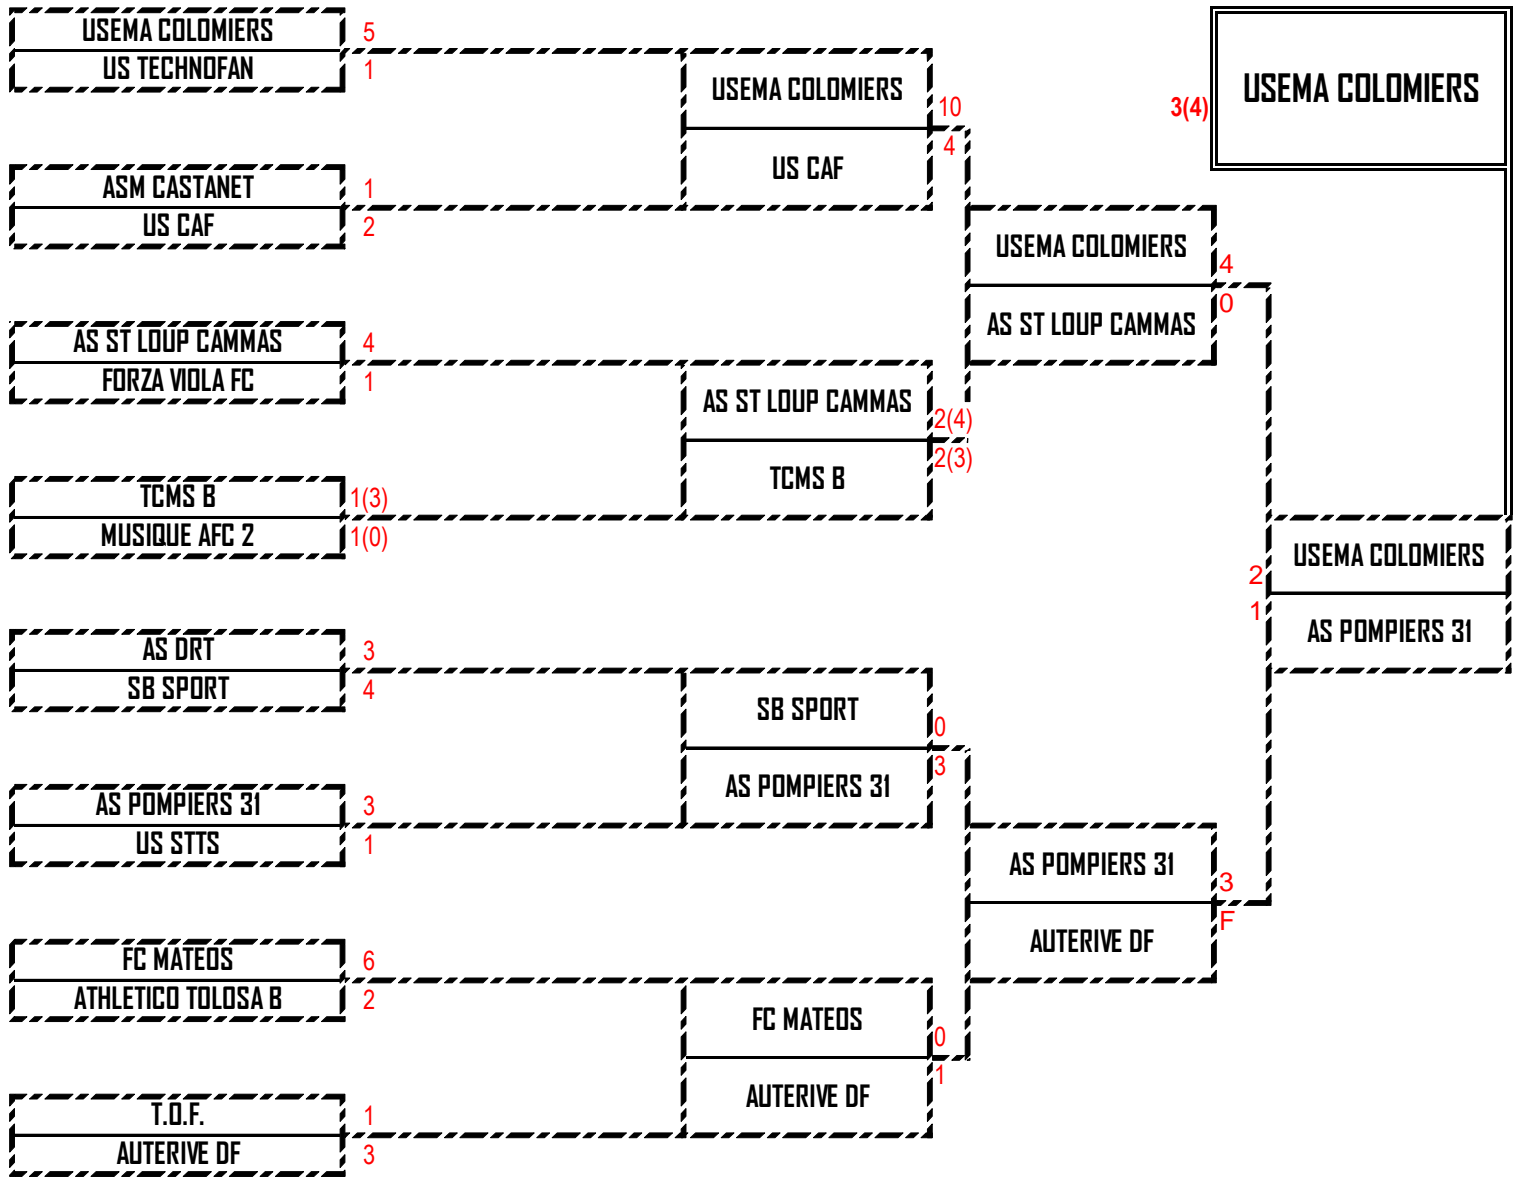 USEMA COLOMIERS 5
US TECHNOFAN 1
ASM CASTANET 1
US CAF 2
AS ST LOUP CAMMAS 4
FORZA VIOLA FC 1
TCMS B 1(3)
MUSIQUE AFC 2 1(0)
AS DRT 3
SB SPORT 4
AS POMPIERS 31 3
US STTS 1
FC MATEOS 6
ATHLETICO TOLOSA B 2
T.O.F. 1
AUTERIVE DF 3
USEMA COLOMIERS 10
US CAF 4
AS ST LOUP CAMMAS 2(4)
TCMS B 2(3)
SB SPORT 0
AS POMPIERS 31 3
FC MATEOS 0
AUTERIVE DF 1
USEMA COLOMIERS 4
AS ST LOUP CAMMAS 0
AS POMPIERS 31 3
AUTERIVE DF F
2 USEMA COLOMIERS
1 AS POMPIERS 31
3(4) USEMA COLOMIERS